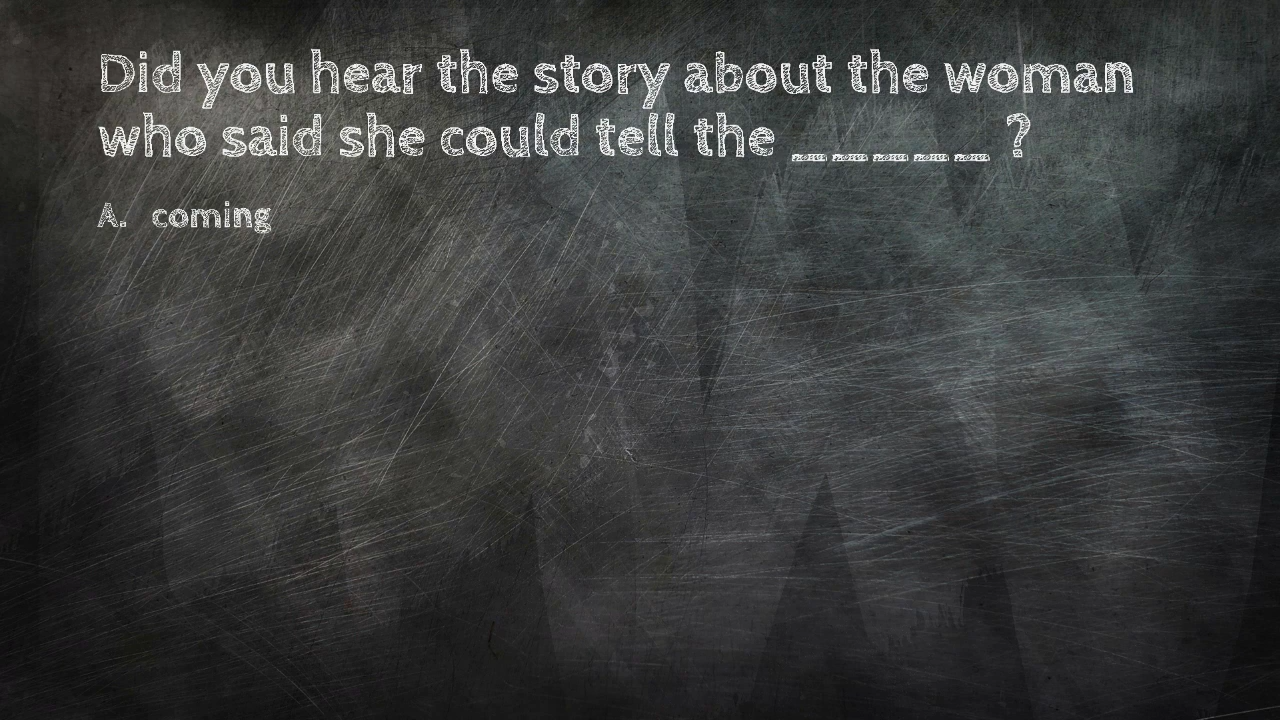 Did you hear the story about the woman
who said she could tell the _____ ?
A. coming